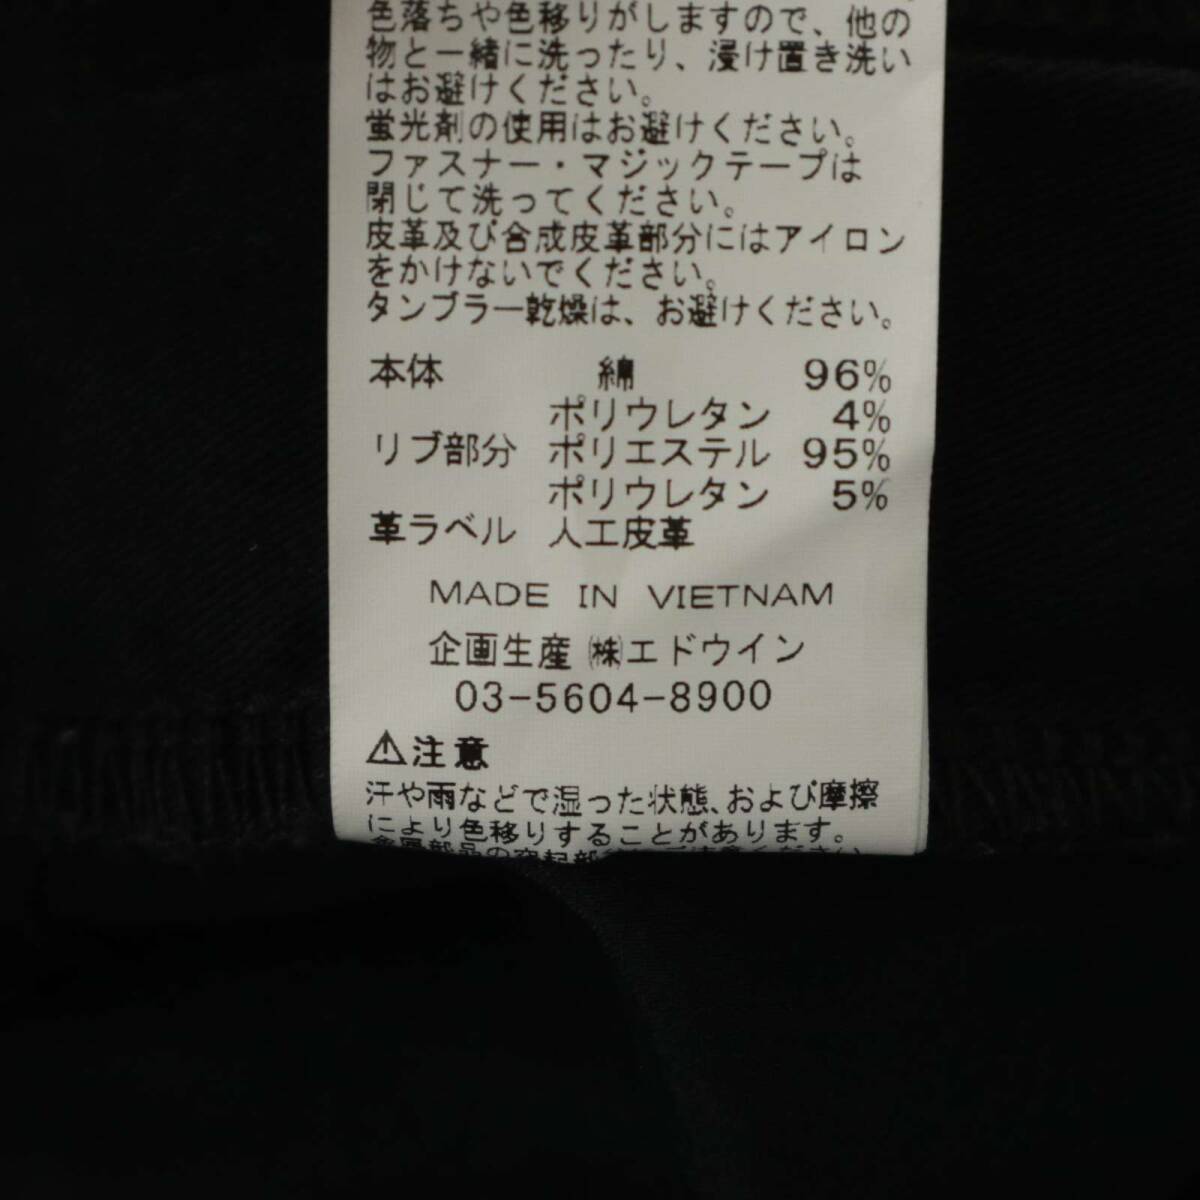 色落ちや色移りがしますので、他の
物と一緒に洗ったり、浸け置き洗い
はお避けください。
蛍光剤の使用はお避けください。
ファスナー・マジックテープは
閉じて洗ってください。
皮革及び合成皮革部分にはアイロン
をかけないでください。
タンブラー乾燥は、お避けください。
本体 綿 96%
ポリウレタン 4%
リブ部分 ポリエステル 95%
ポリウレタン 5%
革ラベル 人工皮革
MADE IN VIETNAM
企画生産 ㈱エドウイン
03-5604-8900
⚠注意
汗や雨などで湿った状態、および摩擦
により色移りすることがあります。
金属部品の突起部